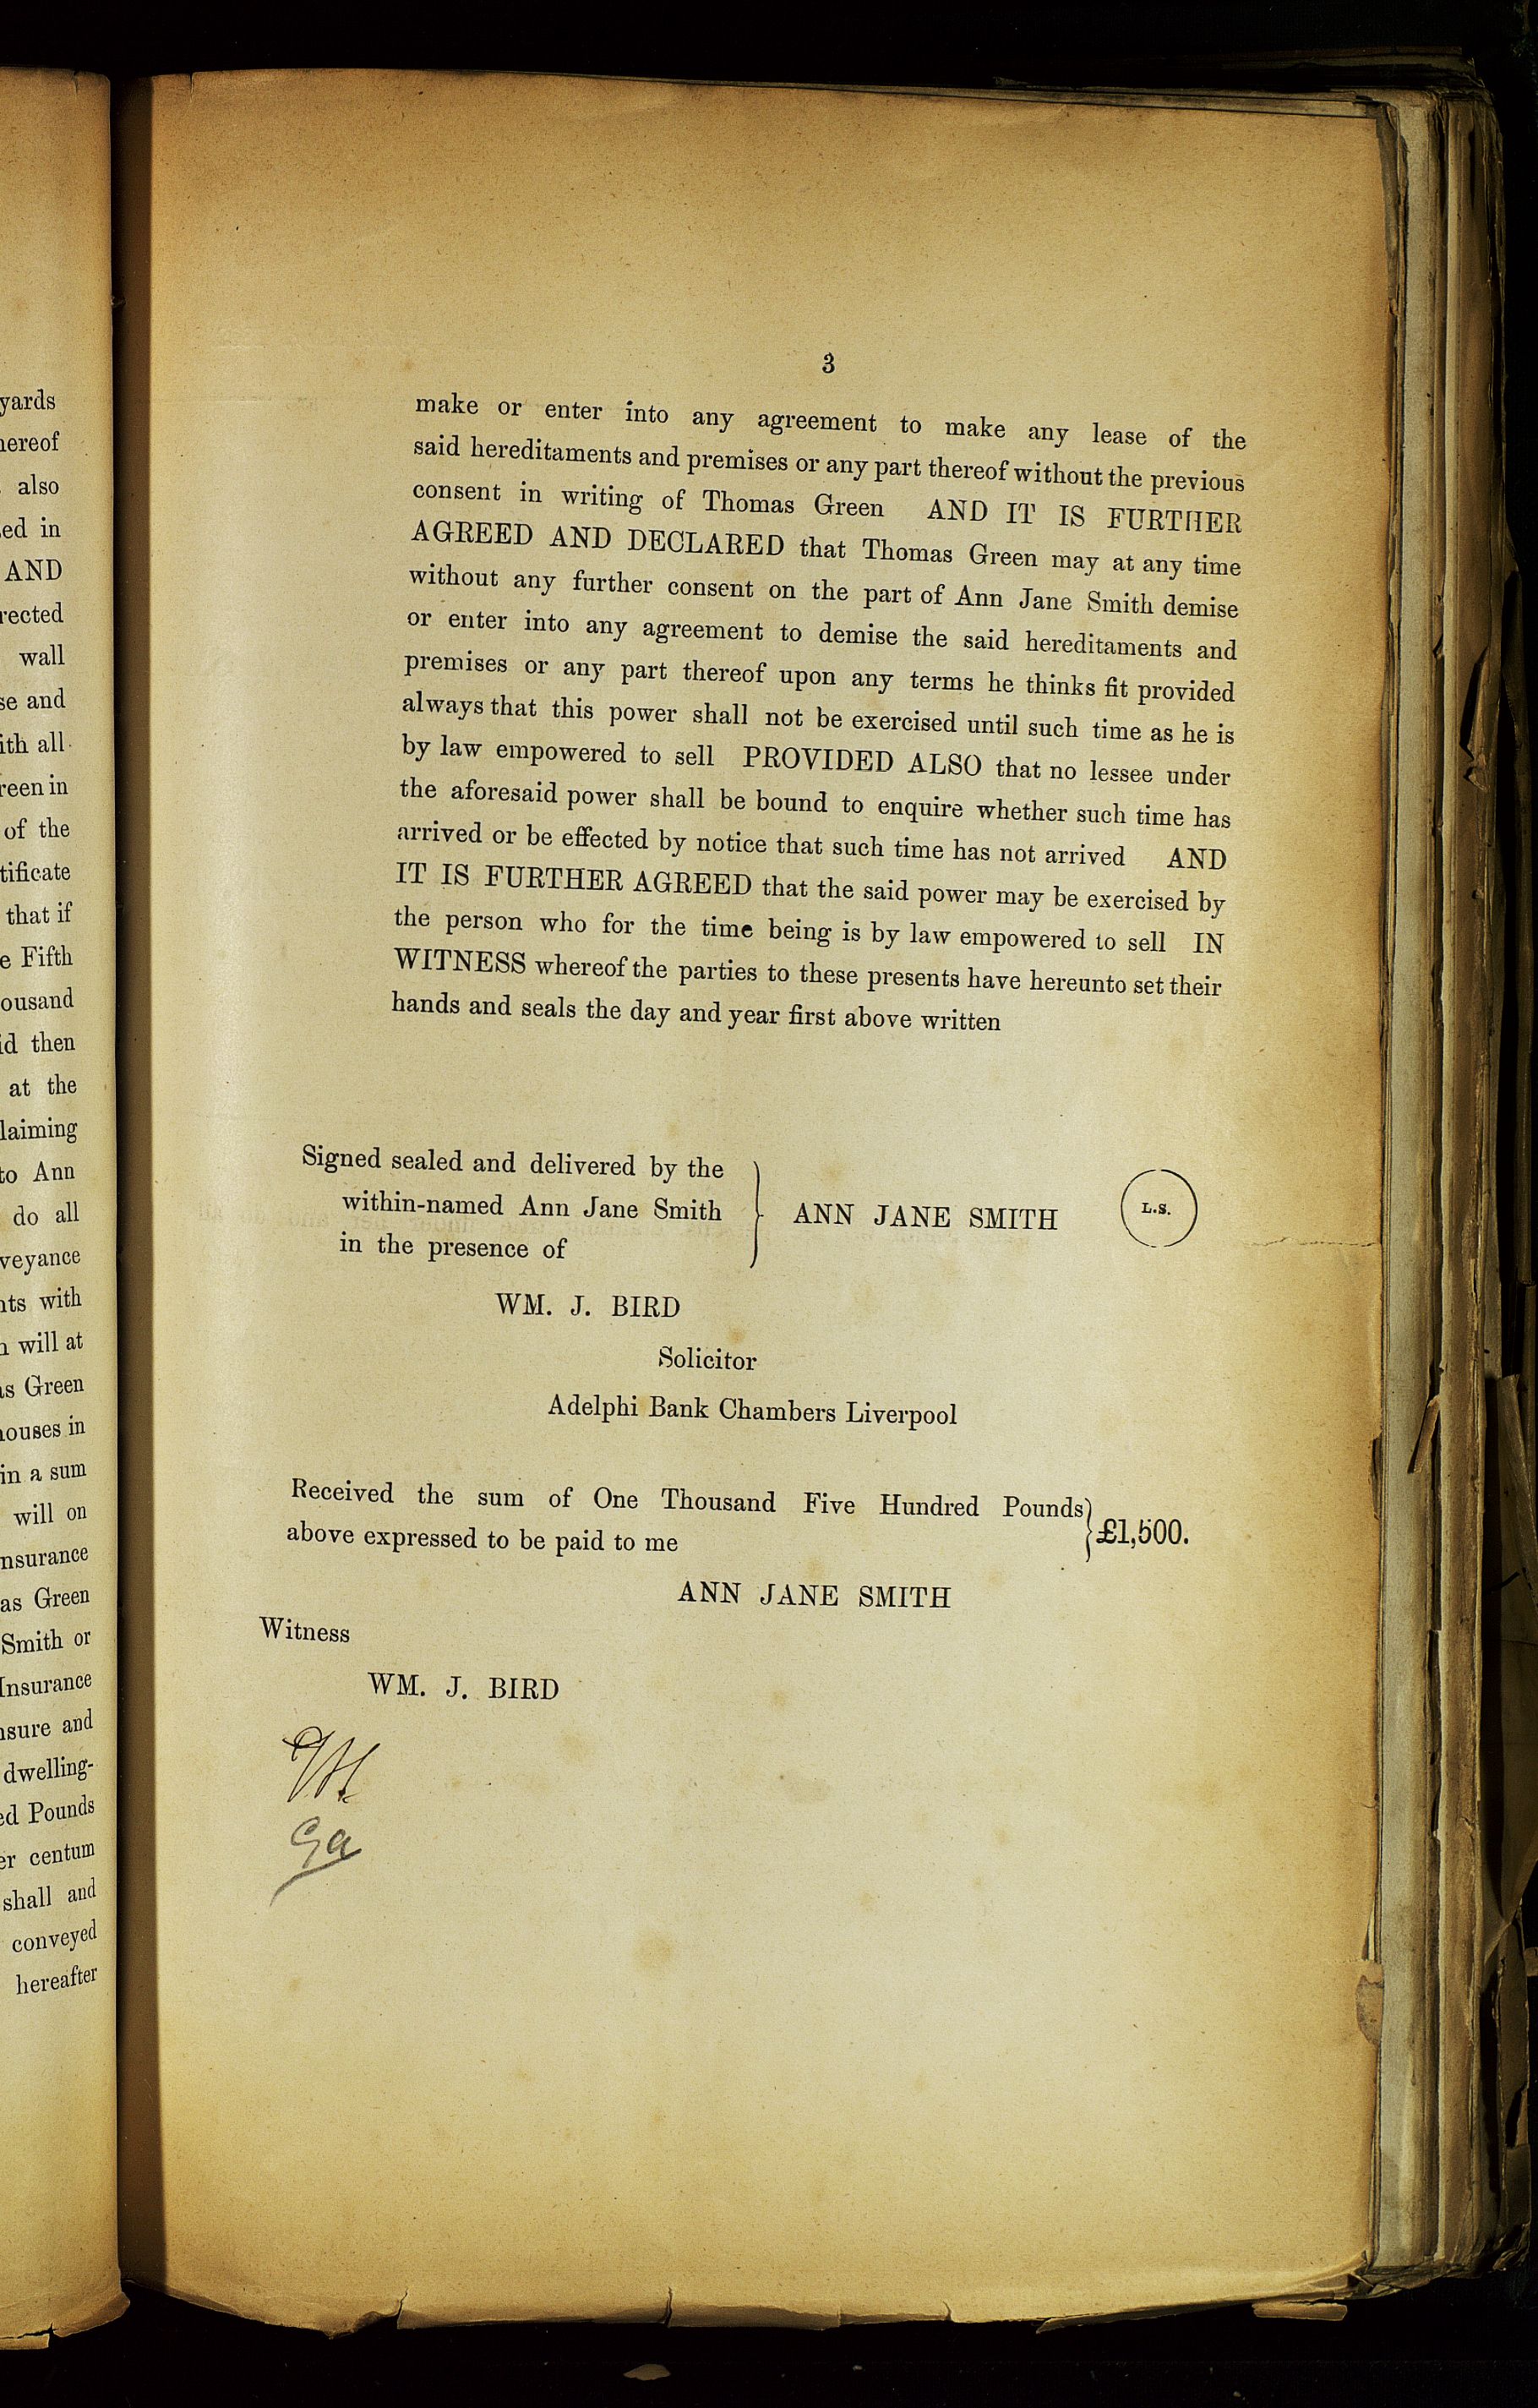 yards
hereof
also
ed in
AND
rected
wall
se and
ith all
reen in
of the
tificate
that if
e Fifth
ousand
id then
at the
laiming
to Ann
do all
veyance
nts with
n will at
as Green
houses in
in a sum
will on
nsurance
as Green
Smith or
Insurance
nsure and
dwelling-
ed Pounds
er centum
shall and
conveyed
hereafter
3
make or enter into any agreement to make any lease of the
said hereditaments and premises or any part thereof without the previous
consent in writing of Thomas Green AND IT IS FURTHER
AGREED AND DECLARED that Thomas Green may at any time
without any further consent on the part of Ann Jane Smith demise
or enter into any agreement to demise the said hereditaments and
premises or any part thereof upon any terms he thinks fit provided
always that this power shall not be exercised until such time as he is
by law empowered to sell PROVIDED ALSO that no lessee under
the aforesaid power shall be bound to enquire whether such time has
arrived or be effected by notice that such time has not arrived AND
IT IS FURTHER AGREED that the said power may be exercised by
the person who for the time being is by law empowered to sell IN
WITNESS whereof the parties to these presents have hereunto set their
hands and seals the day and year first above written
Signed sealed and delivered by the
within-named Ann Jane Smith
in the presence of
ANN JANE SMITH
L.S.
WM. J. BIRD
Solicitor
Adelphi Bank Chambers Liverpool
Received the sum of One Thousand Five Hundred Pounds
above expressed to be paid to me
£1,500.
ANN JANE SMITH
Witness
WM. J. BIRD